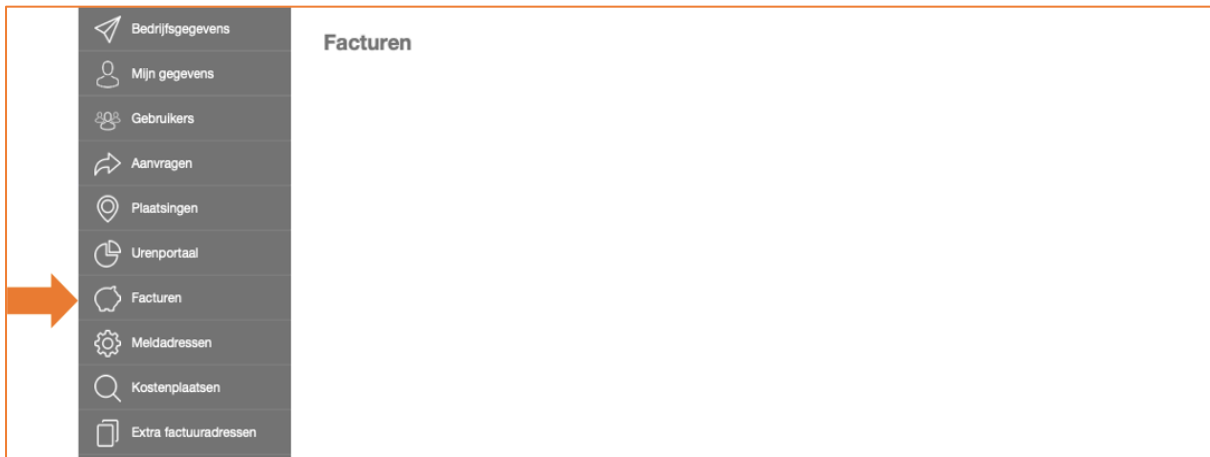 Bedrijfsgegevens
Mijn gegevens
Gebruikers
Aanvragen
Plaatsingen
Urenportaal
Facturen
Meldadressen
Kostenplaatsen
Extra factuuradressen
Facturen